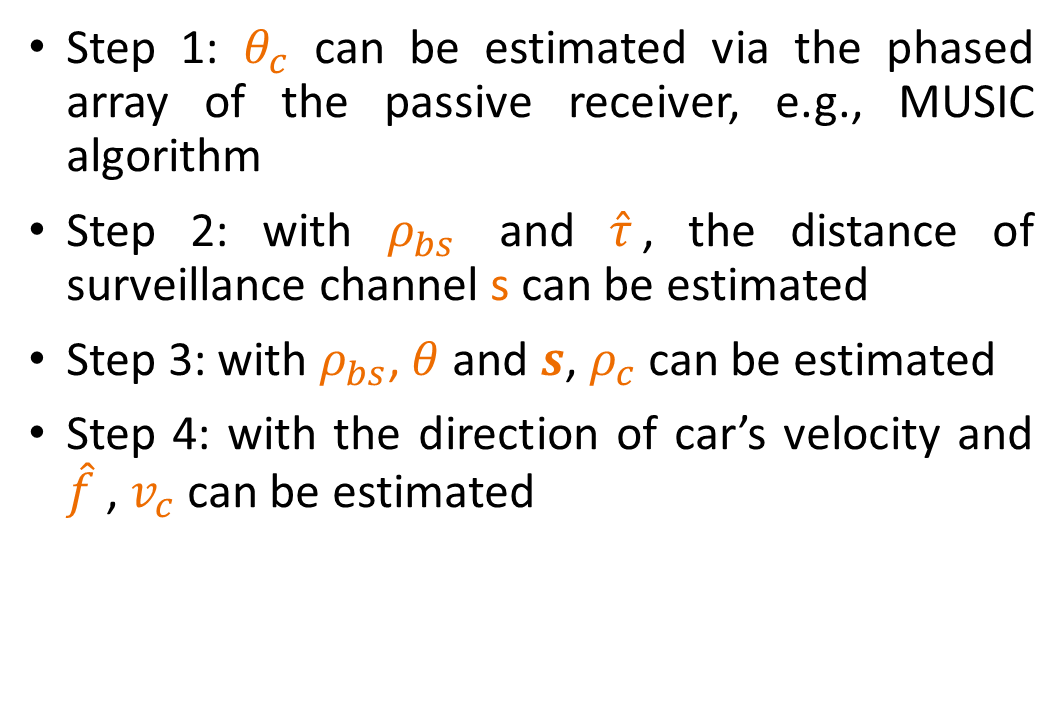 • Step 1: θ_c can be estimated via the phased
array of the passive receiver, e.g., MUSIC
algorithm
• Step 2: with ρ_bs and τ̂ , the distance of
surveillance channel s can be estimated
• Step 3: with ρ_bs, θ and s, ρ_c can be estimated
• Step 4: with the direction of car’s velocity and
f̂ , v_c can be estimated